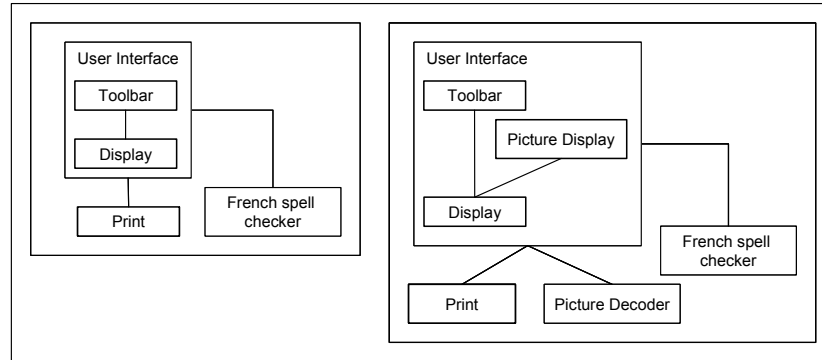 User Interface
Toolbar
Display
Print
French spell
checker
User Interface
Toolbar
Picture Display
Display
French spell
checker
Print
Picture Decoder